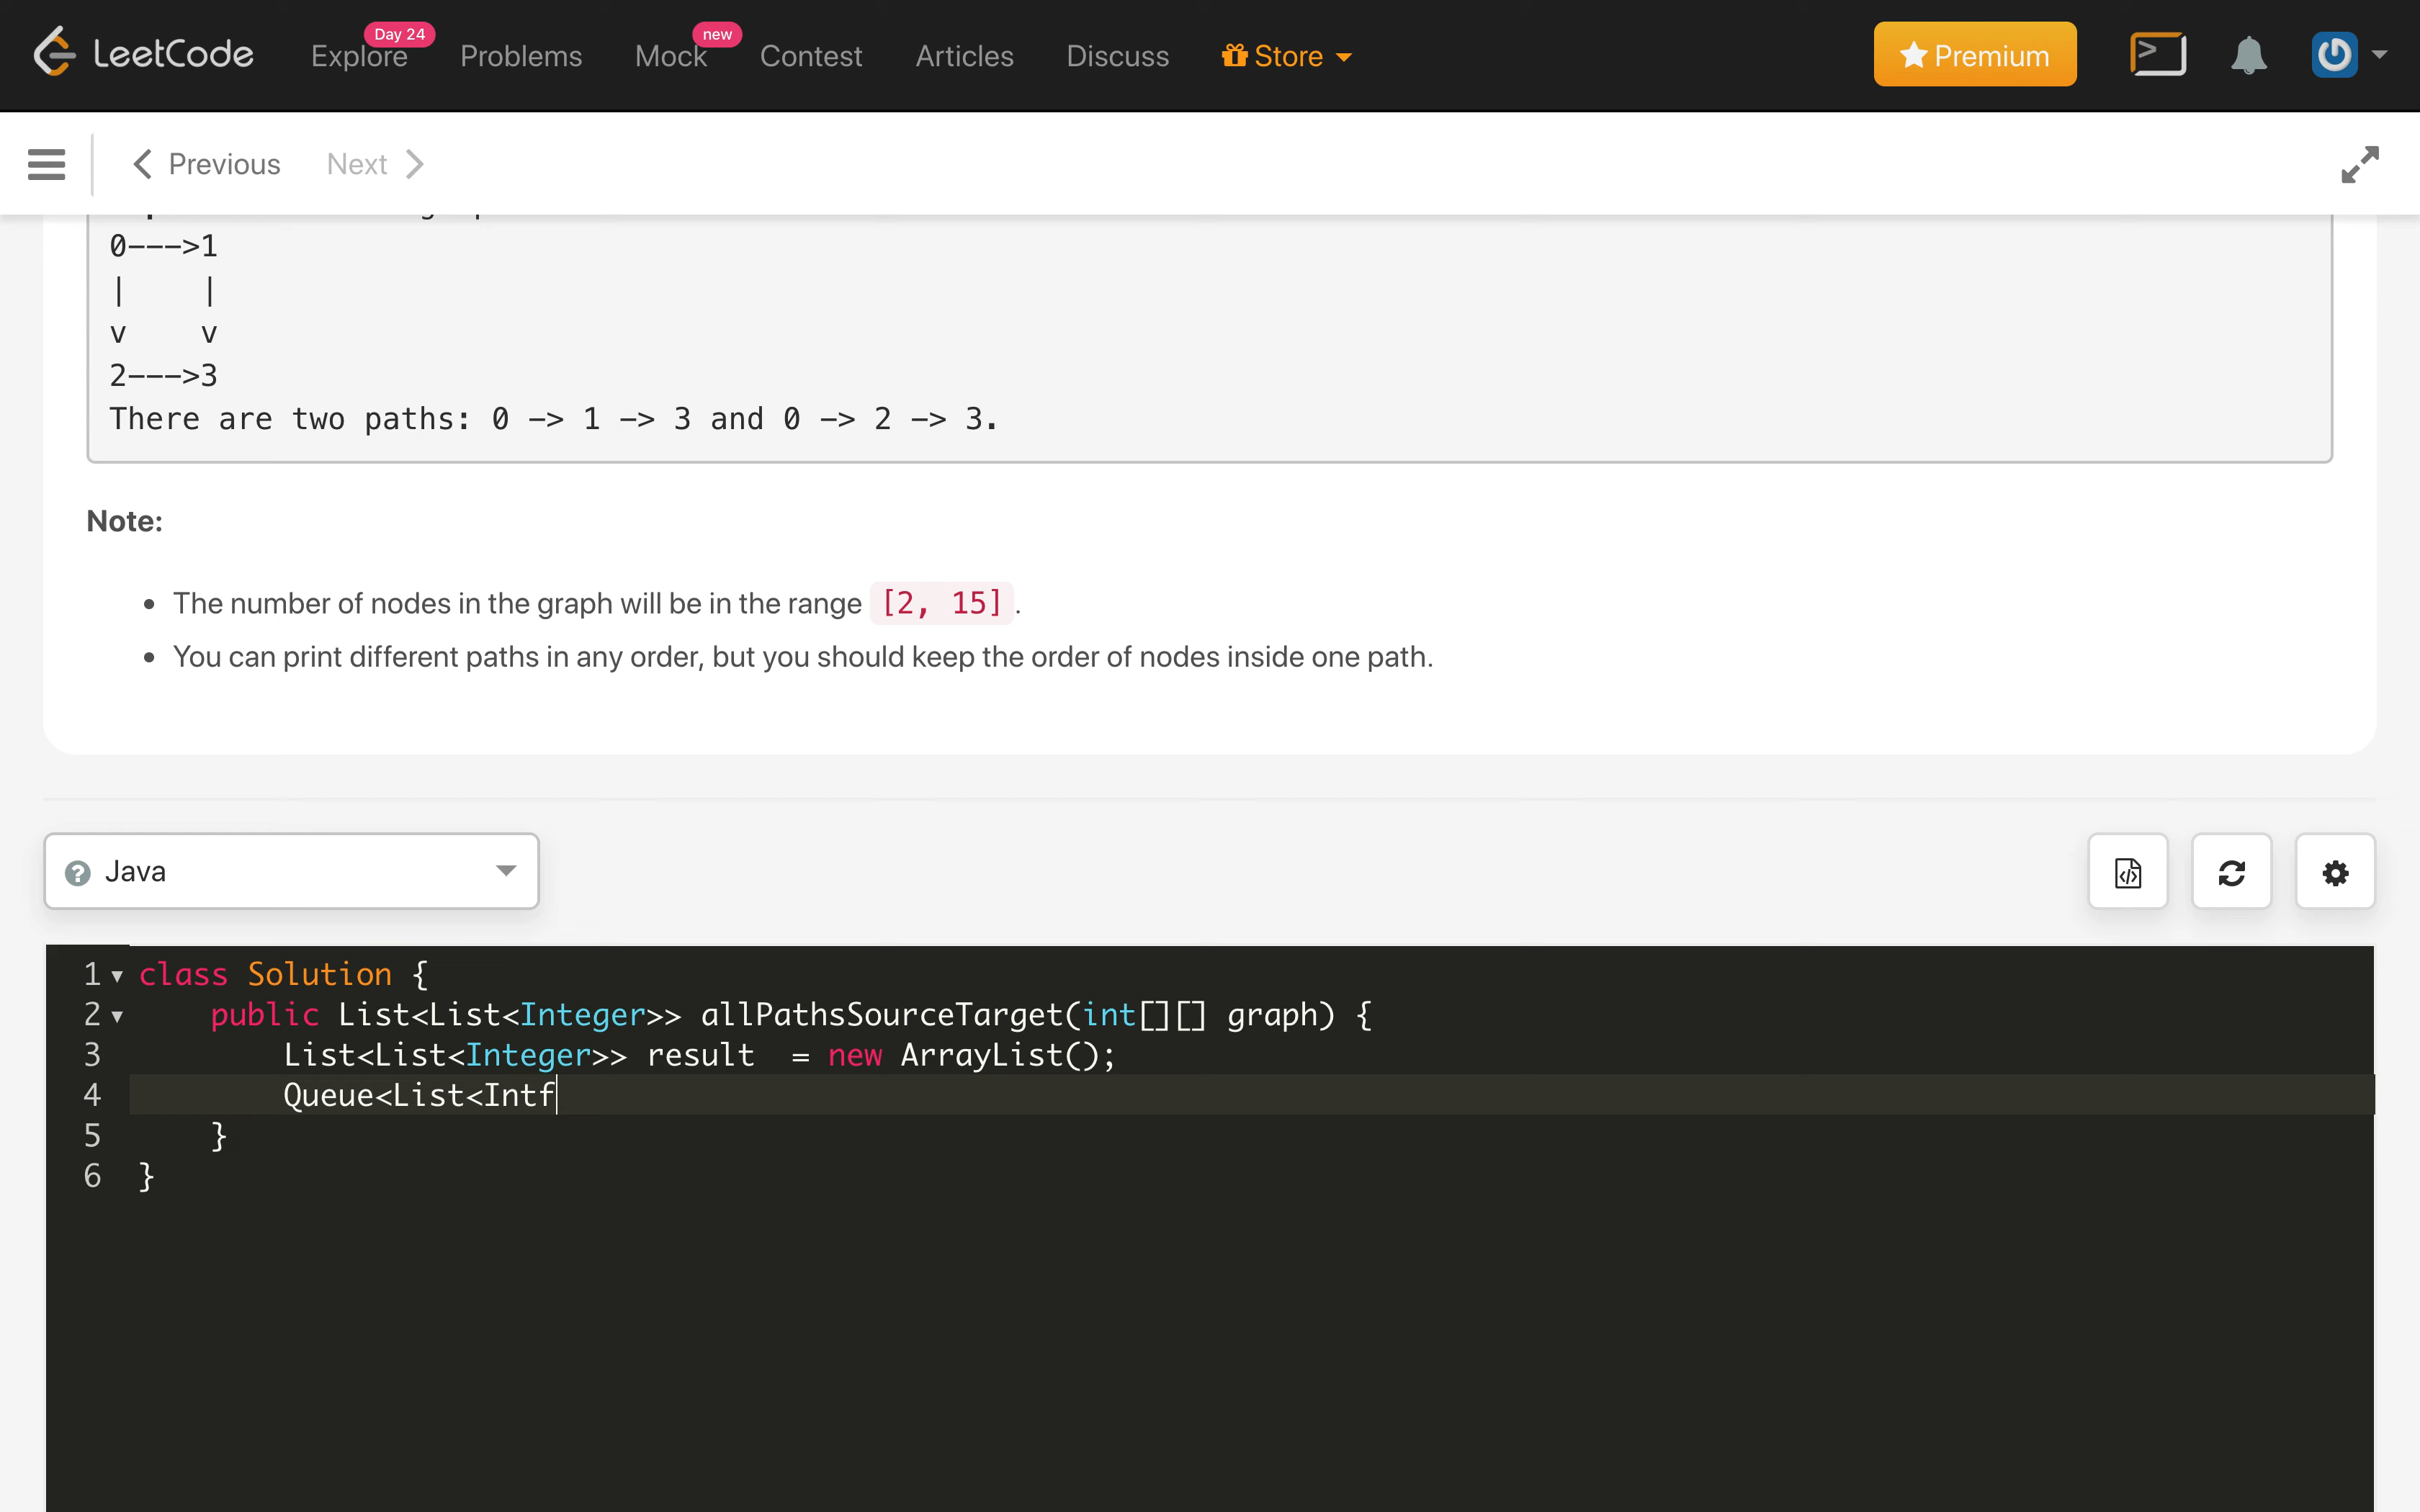 LeetCode Explore Day 24 Problems Mock new Contest Articles Discuss Store Premium
Previous Next
0--->1
|    |
v    v
2--->3
There are two paths: 0 -> 1 -> 3 and 0 -> 2 -> 3.
Note:
• The number of nodes in the graph will be in the range [2, 15] .
• You can print different paths in any order, but you should keep the order of nodes inside one path.
Java
1 class Solution {
2     public List<List<Integer>> allPathsSourceTarget(int[][] graph) {
3         List<List<Integer>> result  = new ArrayList();
4         Queue<List<Intf
5     }
6 }